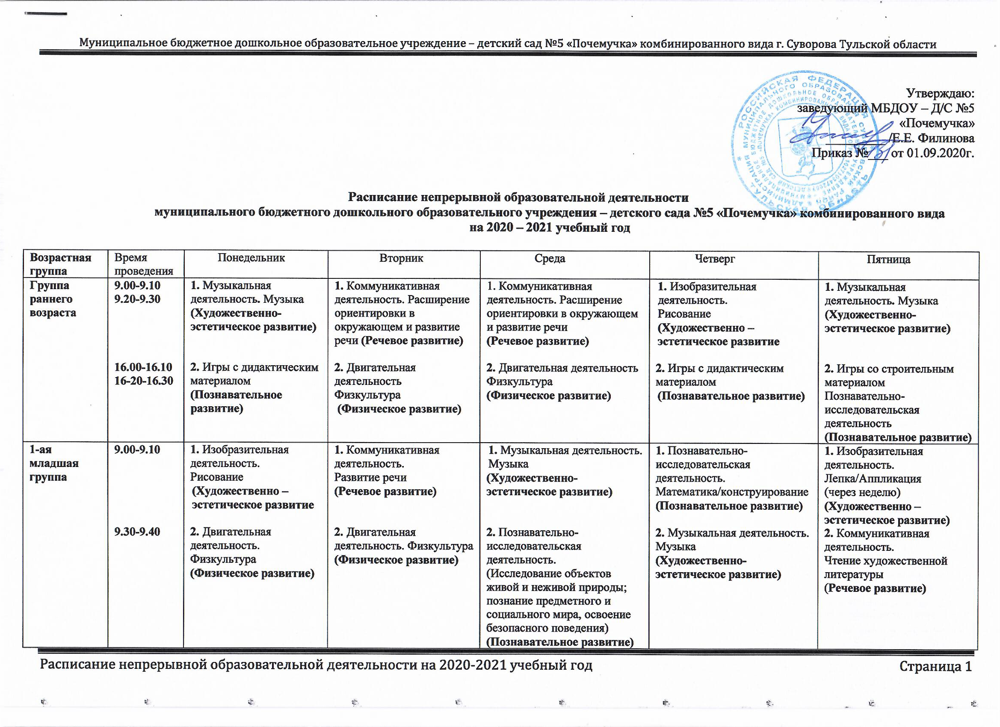 Муниципальное бюджетное дошкольное образовательное учреждение – детский сад №5 «Почемучка» комбинированного вида г. Суворова Тульской области
Утверждаю:
заведующий МБДОУ – Д/С №5
«Почемучка»
/Е.Е. Филинова
Приказ №___ от 01.09.2020г.
РОССИЙСКАЯ ФЕДЕРАЦИЯ
Расписание непрерывной образовательной деятельности
муниципального бюджетного дошкольного образовательного учреждения – детского сада №5 «Почемучка» комбинированного вида
на 2020 – 2021 учебный год
Возрастная
группа
Время
проведения
Понедельник
Вторник
Среда
Четверг
Пятница
Группа
раннего
возраста
9.00-9.10
9.20-9.30
16.00-16.10
16-20-16.30
1. Музыкальная
деятельность. Музыка
(Художественно-
эстетическое развитие)
2. Игры с дидактическим
материалом
(Познавательное
развитие)
1. Коммуникативная
деятельность. Расширение
ориентировки в
окружающем и развитие
речи (Речевое развитие)
2. Двигательная
деятельность
Физкультура
(Физическое развитие)
1. Коммуникативная
деятельность. Расширение
ориентировки в окружающем
и развитие речи
(Речевое развитие)
2. Двигательная деятельность
Физкультура
(Физическое развитие)
1. Изобразительная
деятельность.
Рисование
(Художественно –
эстетическое развитие
2. Игры с дидактическим
материалом
(Познавательное развитие)
1. Музыкальная
деятельность. Музыка
(Художественно-
эстетическое развитие)
2. Игры со строительным
материалом
Познавательно-
исследовательская
деятельность
(Познавательное развитие)
1-ая
младшая
группа
9.00-9.10
9.30-9.40
1. Изобразительная
деятельность.
Рисование
(Художественно –
эстетическое развитие
2. Двигательная
деятельность.
Физкультура
(Физическое развитие)
1. Коммуникативная
деятельность.
Развитие речи
(Речевое развитие)
2. Двигательная
деятельность. Физкультура
(Физическое развитие)
1. Музыкальная деятельность.
Музыка
(Художественно-
эстетическое развитие)
2. Познавательно-
исследовательская
деятельность.
(Исследование объектов
живой и неживой природы;
познание предметного и
социального мира, освоение
безопасного поведения)
(Познавательное развитие)
1. Познавательно-
исследовательская
деятельность.
Математика/конструирование
(Познавательное развитие)
2. Музыкальная деятельность.
Музыка
(Художественно-
эстетическое развитие)
1. Изобразительная
деятельность.
Лепка/Аппликация
(через неделю)
(Художественно –
эстетическое развитие)
2. Коммуникативная
деятельность.
Чтение художественной
литературы
(Речевое развитие)
Расписание непрерывной образовательной деятельности на 2020-2021 учебный год
Страница 1